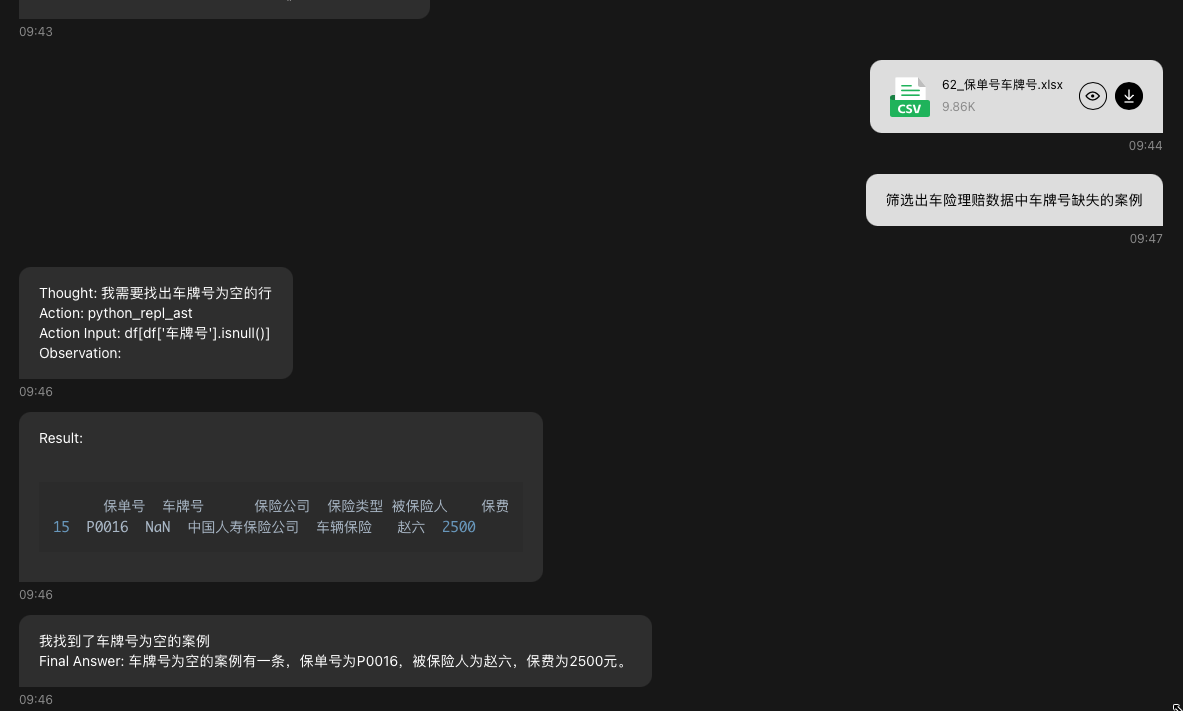 09:43
62_保单号车牌号.xlsx
CSV
9.86K
09:44
筛选出车险理赔数据中车牌号缺失的案例
09:47
Thought: 我需要找出车牌号为空的行
Action: python_repl_ast
Action Input: df[df['车牌号'].isnull()]
Observation:
09:46
Result:
保单号 车牌号 保险公司 保险类型 被保险人 保费
15 P0016 NaN 中国人寿保险公司 车辆保险 赵六 2500
09:46
我找到了车牌号为空的案例
Final Answer: 车牌号为空的案例有一条，保单号为P0016，被保险人为赵六，保费为2500元。
09:46